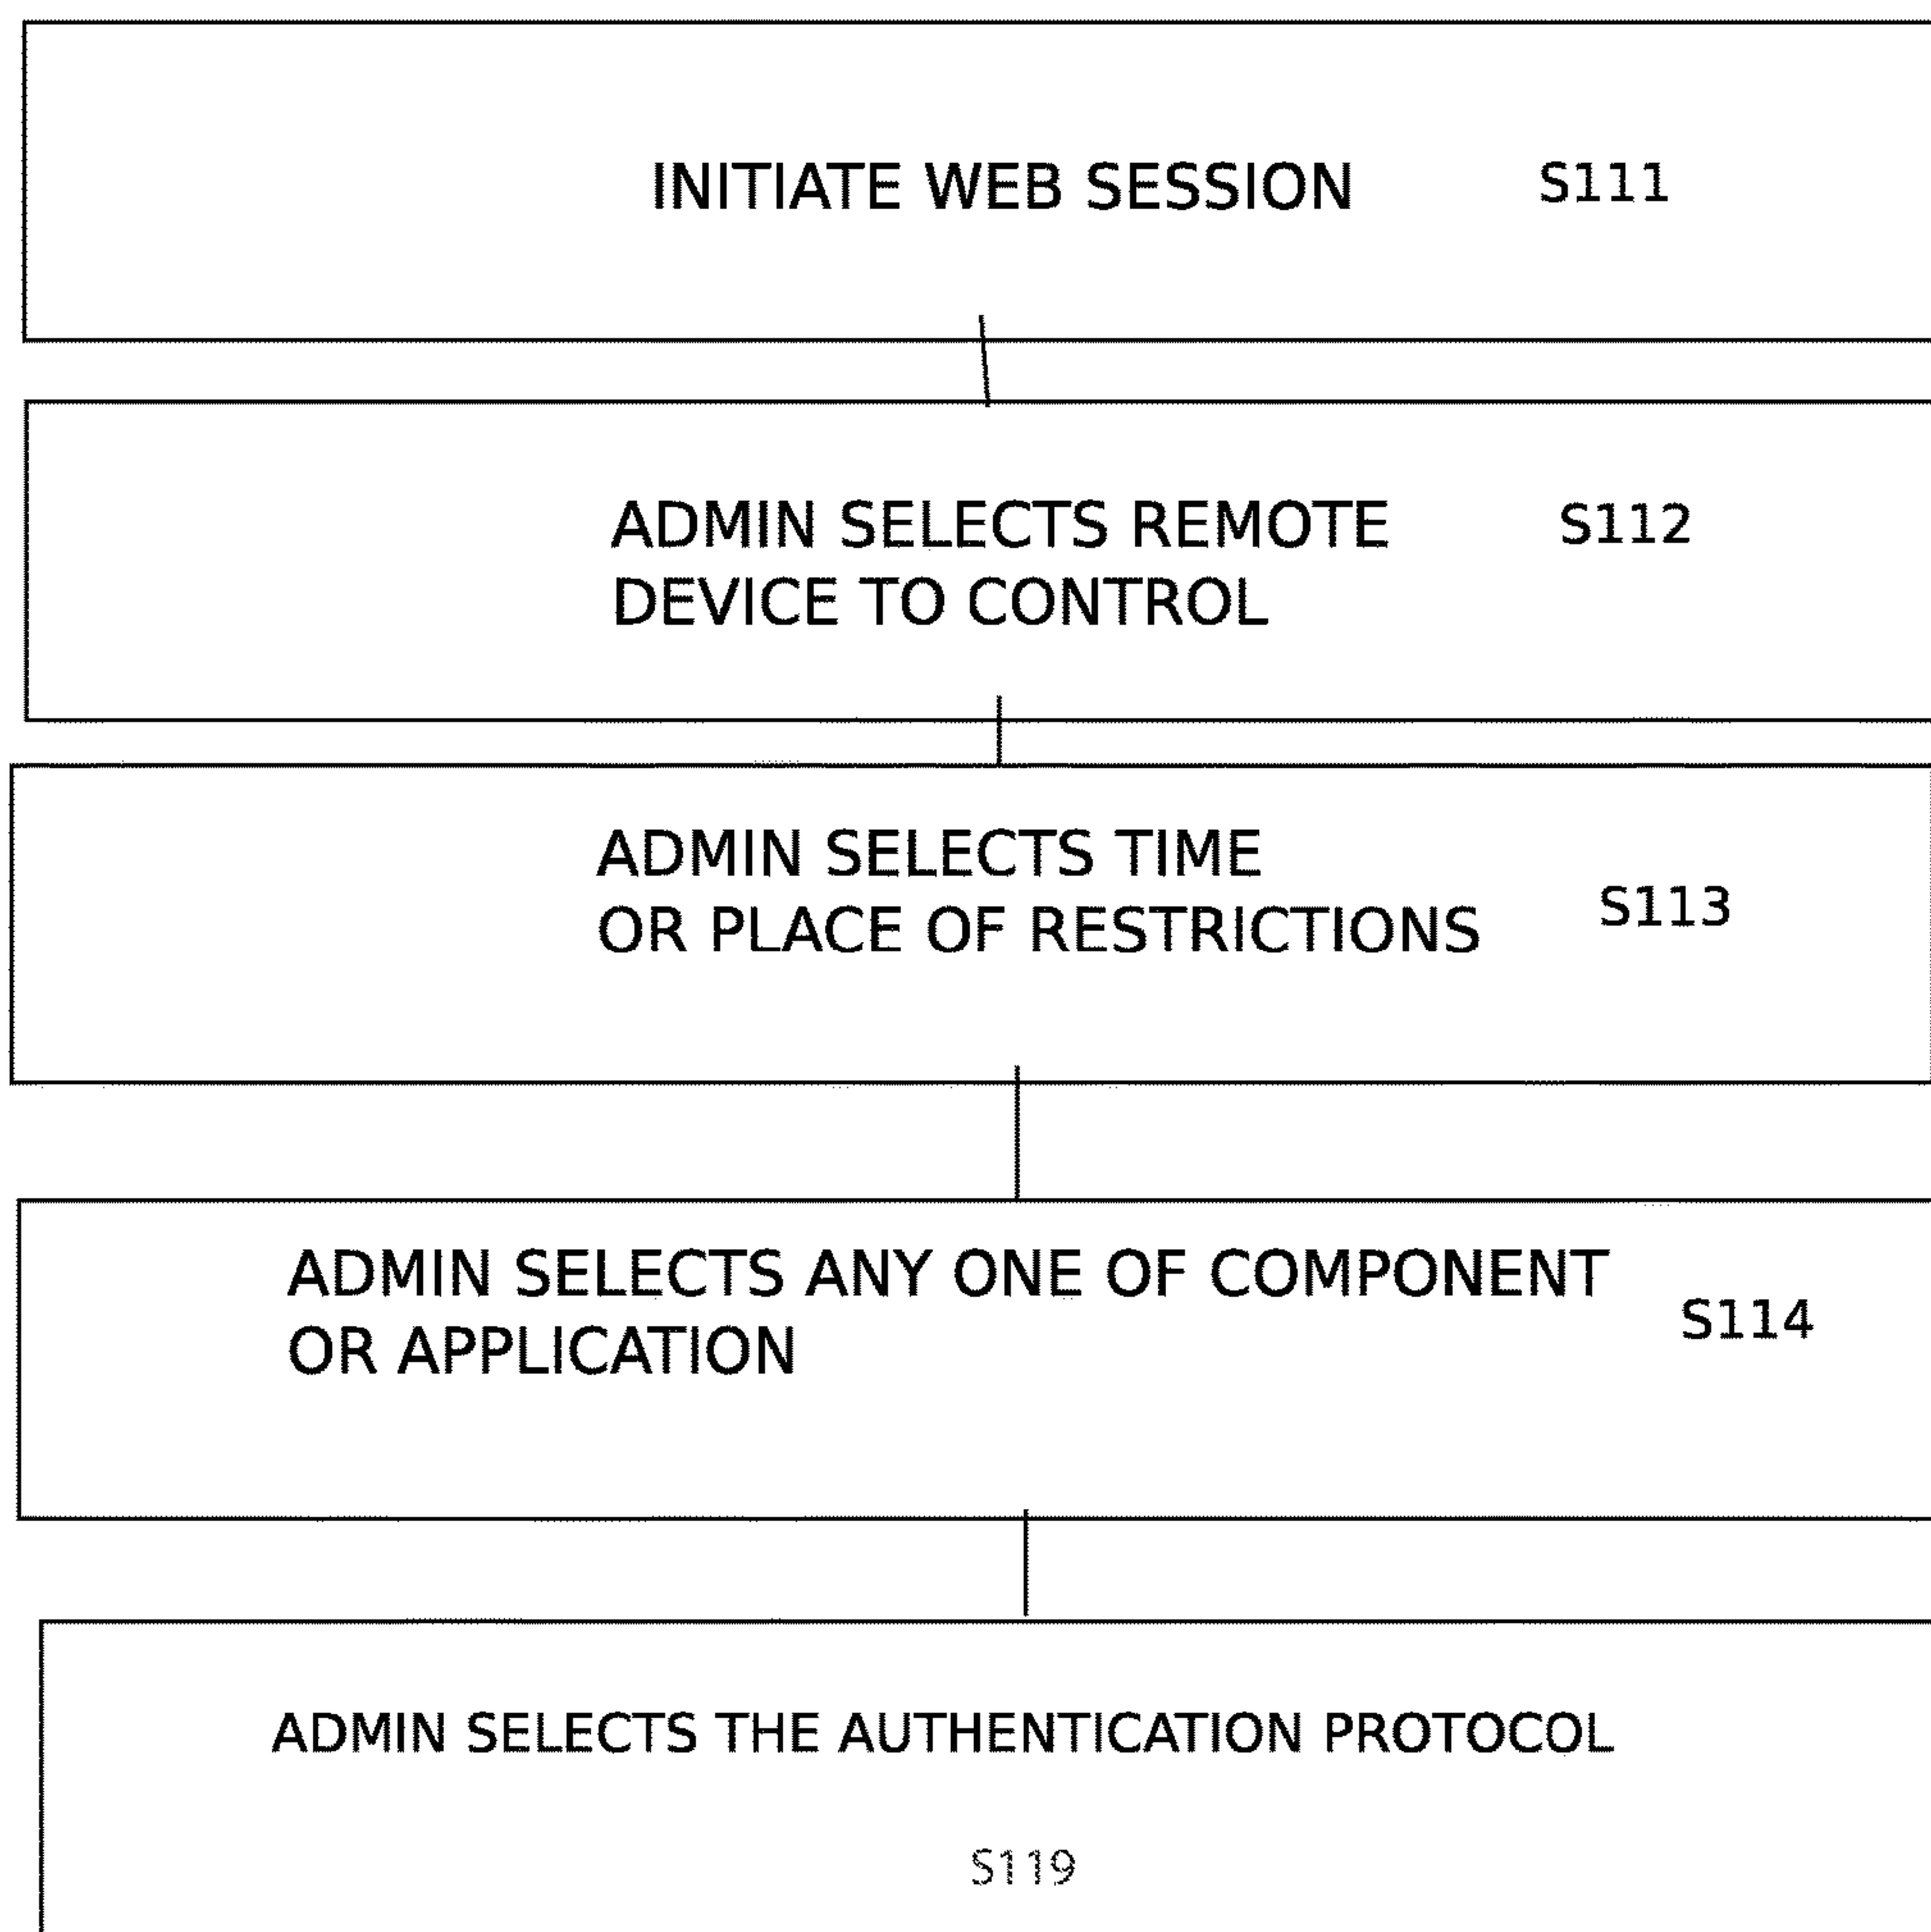 INITIATE WEB SESSION S111
ADMIN SELECTS REMOTE S112
DEVICE TO CONTROL
ADMIN SELECTS TIME
OR PLACE OF RESTRICTIONS S113
ADMIN SELECTS ANY ONE OF COMPONENT
OR APPLICATION S114
ADMIN SELECTS THE AUTHENTICATION PROTOCOL
S119